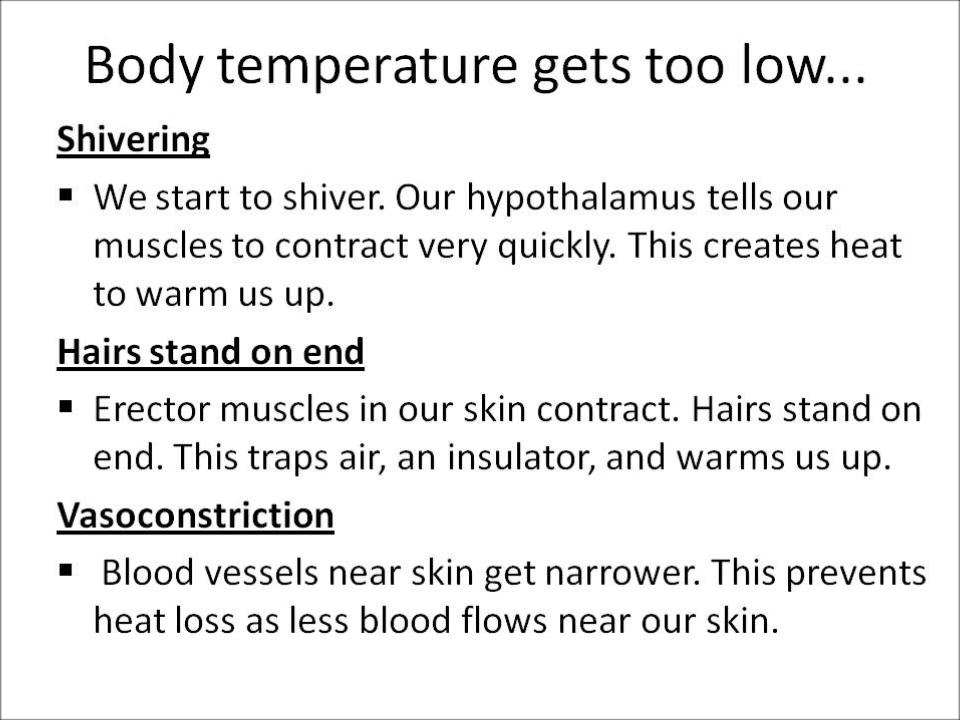 Body temperature gets too low...
Shivering
▪ We start to shiver. Our hypothalamus tells our
muscles to contract very quickly. This creates heat
to warm us up.
Hairs stand on end
▪ Erector muscles in our skin contract. Hairs stand on
end. This traps air, an insulator, and warms us up.
Vasoconstriction
▪ Blood vessels near skin get narrower. This prevents
heat loss as less blood flows near our skin.